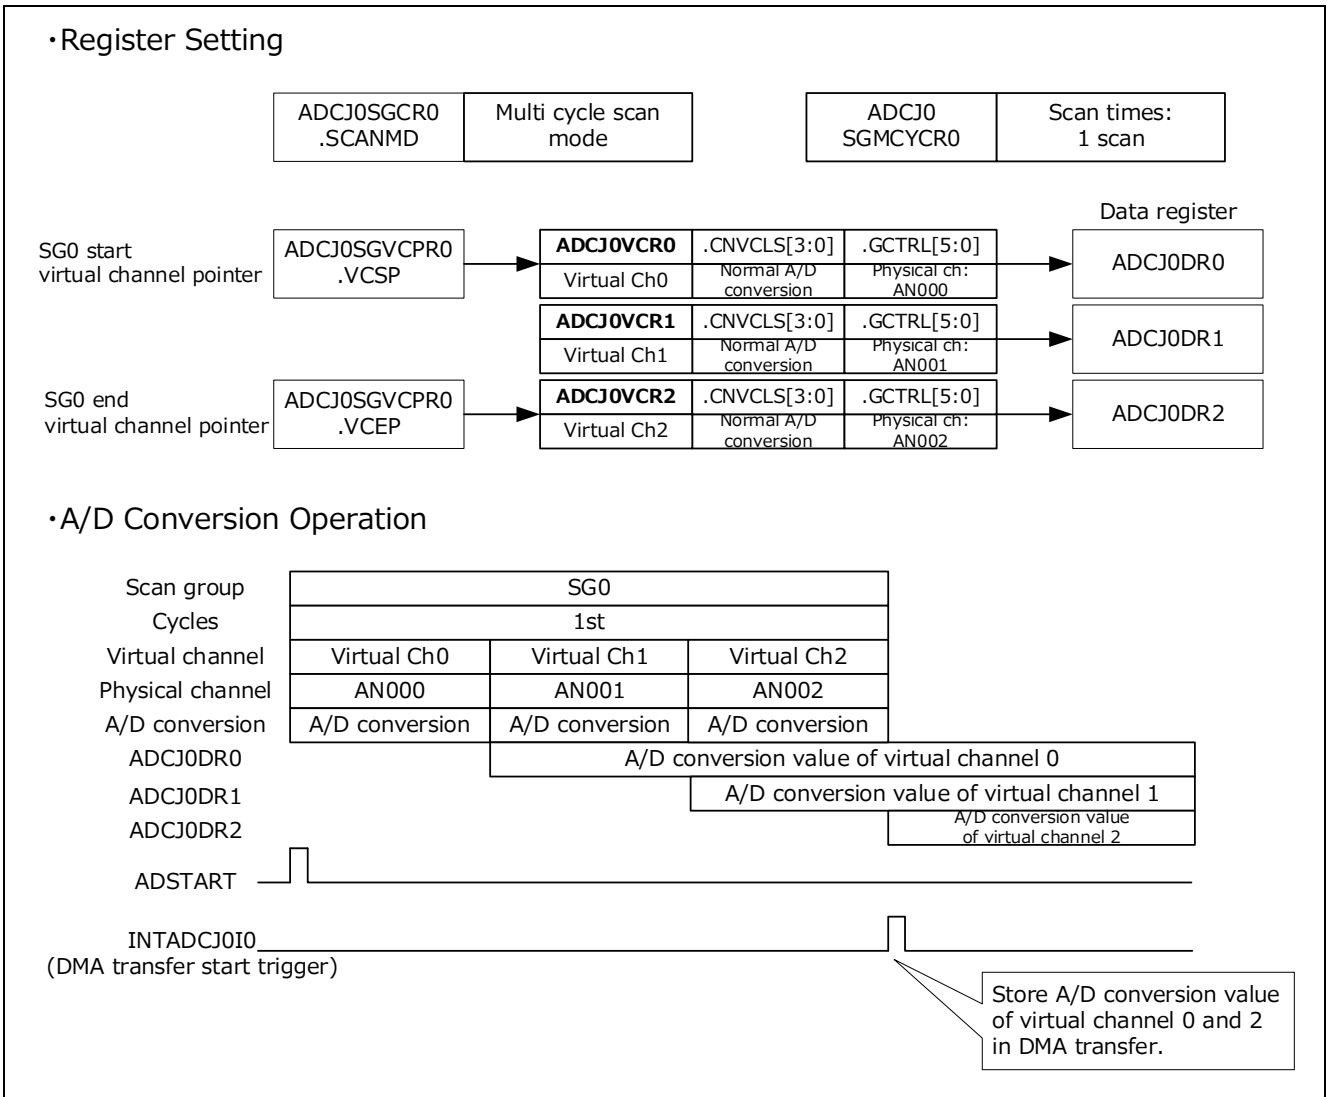 ・Register Setting
ADCJ0SGCR0
.SCANMD
Multi cycle scan
mode
ADCJ0
SGMCYCR0
Scan times:
1 scan
Data register
SG0 start
virtual channel pointer
ADCJ0SGVCPR0
.VCSP
ADCJ0VCR0
.CNVCLS[3:0]
.GCTRL[5:0]
Virtual Ch0
Normal A/D
conversion
Physical ch:
AN000
ADCJ0DR0
ADCJ0VCR1
.CNVCLS[3:0]
.GCTRL[5:0]
Virtual Ch1
Normal A/D
conversion
Physical ch:
AN001
ADCJ0DR1
SG0 end
virtual channel pointer
ADCJ0SGVCPR0
.VCEP
ADCJ0VCR2
.CNVCLS[3:0]
.GCTRL[5:0]
Virtual Ch2
Normal A/D
conversion
Physical ch:
AN002
ADCJ0DR2
・A/D Conversion Operation
Scan group
SG0
Cycles
1st
Virtual channel
Virtual Ch0
Virtual Ch1
Virtual Ch2
Physical channel
AN000
AN001
AN002
A/D conversion
A/D conversion
A/D conversion
A/D conversion
ADCJ0DR0
A/D conversion value of virtual channel 0
ADCJ0DR1
A/D conversion value of virtual channel 1
ADCJ0DR2
A/D conversion value
of virtual channel 2
ADSTART
INTADCJ0I0
(DMA transfer start trigger)
Store A/D conversion value
of virtual channel 0 and 2
in DMA transfer.